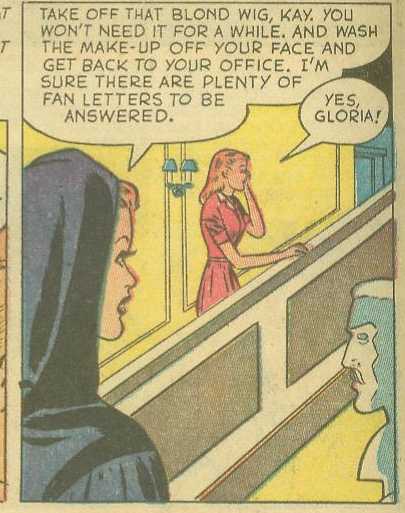 AT
T
TAKE OFF THAT BLOND WIG, KAY. YOU
WON'T NEED IT FOR A WHILE. AND WASH
THE MAKE-UP OFF YOUR FACE AND
GET BACK TO YOUR OFFICE. I'M
SURE THERE ARE PLENTY OF
FAN LETTERS TO BE
ANSWERED.
YES,
GLORIA!